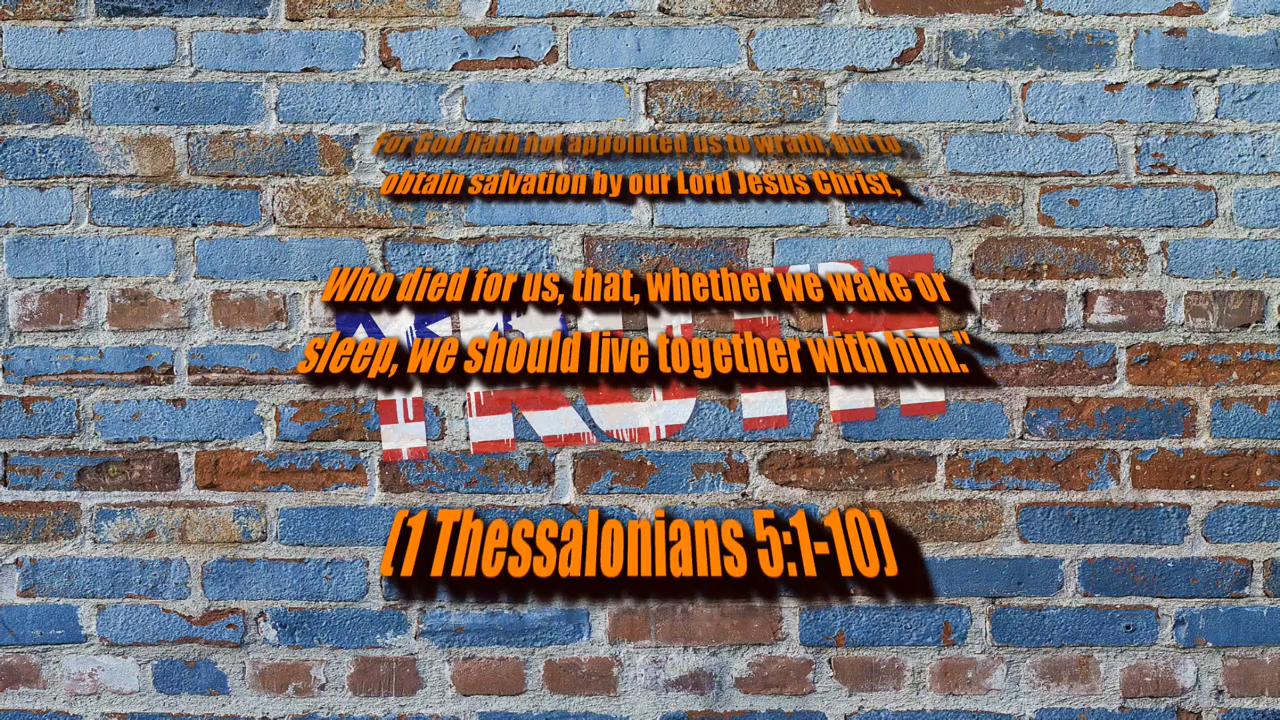 For God hath not appointed us to wrath, but to
obtain salvation by our Lord Jesus Christ,
Who died for us, that, whether we wake or
TRUTH
sleep, we should live together with him."
(1 Thessalonians 5:1-10)